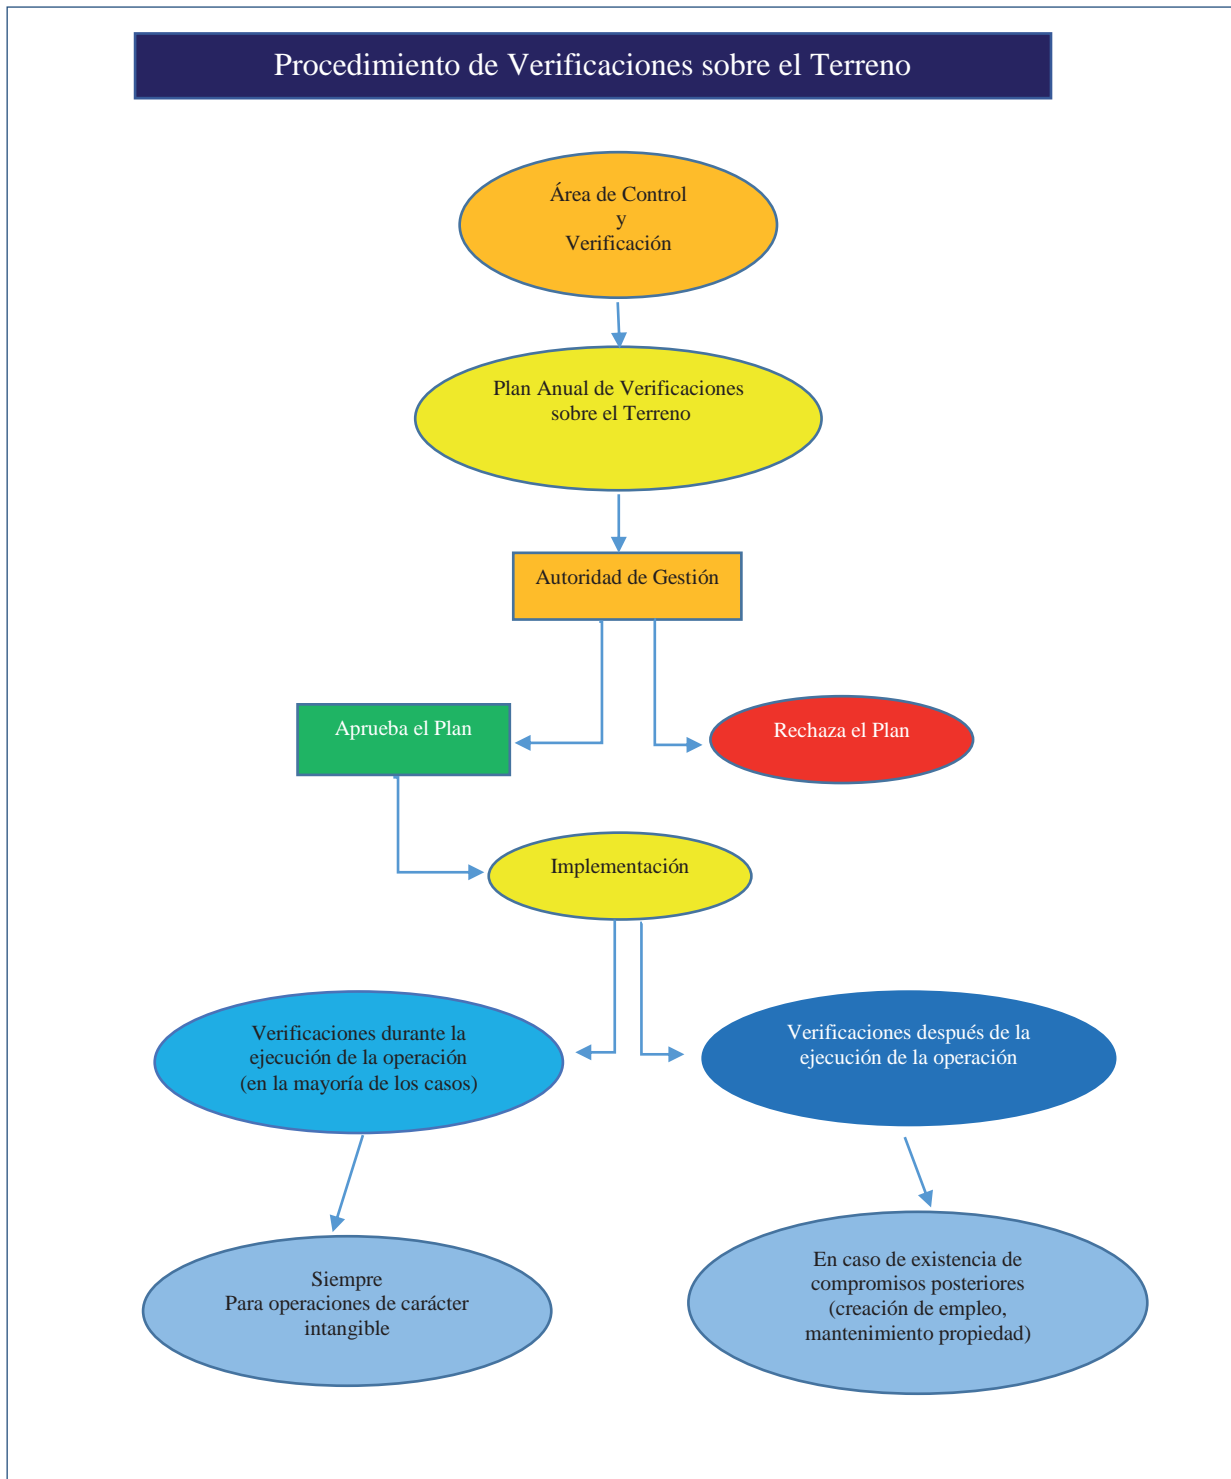 Procedimiento de Verificaciones sobre el Terreno
Área de Control
y
Verificación
Plan Anual de Verificaciones
sobre el Terreno
Autoridad de Gestión
Aprueba el Plan
Rechaza el Plan
Implementación
Verificaciones durante la
ejecución de la operación
(en la mayoría de los casos)
Verificaciones después de la
ejecución de la operación
Siempre
Para operaciones de carácter
intangible
En caso de existencia de
compromisos posteriores
(creación de empleo,
mantenimiento propiedad)